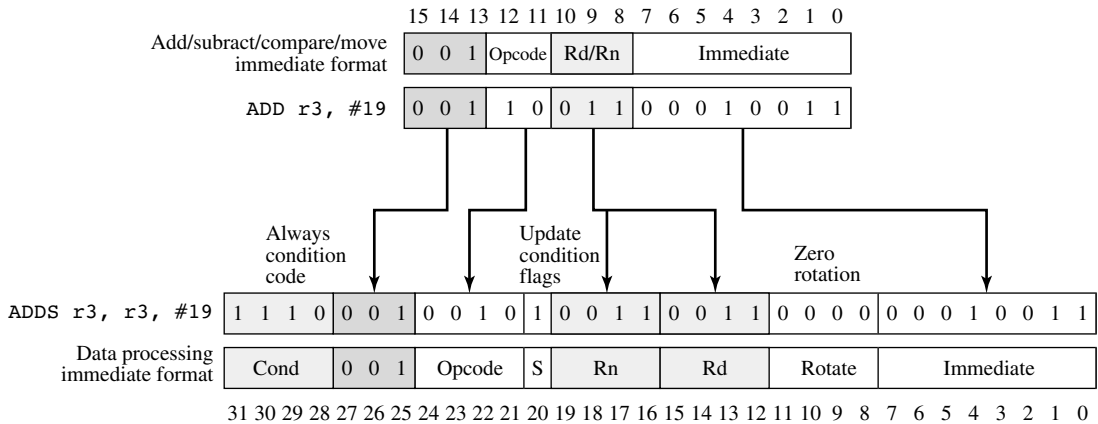 15 14 13 12 11 10 9 8 7 6 5 4 3 2 1 0
Add/subract/compare/move
immediate format
0 0 1 Opcode Rd/Rn Immediate
ADD r3, #19 0 0 1 1 0 0 1 1 0 0 0 1 0 0 1 1
Always
condition
code
Update
condition
flags
Zero
rotation
ADDS r3, r3, #19 1 1 1 0 0 0 1 0 0 1 0 1 0 0 1 1 0 0 1 1 0 0 0 0 0 0 0 1 0 0 1 1
Data processing
immediate format
Cond 0 0 1 Opcode S Rn Rd Rotate Immediate
31 30 29 28 27 26 25 24 23 22 21 20 19 18 17 16 15 14 13 12 11 10 9 8 7 6 5 4 3 2 1 0